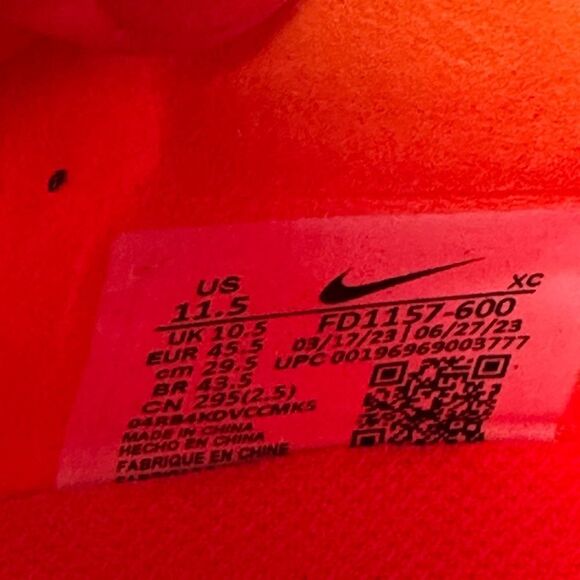 US
11.5
UK 10.5
EUR 45.5
cm 29.5
BR 43.5
CN 295(2.5)
04RB4KDVCCMK5
MADE IN CHINA
HECHO EN CHINA
FABRIQUE EN CHINE
XC
FD1157-600
03/17/23 | 06/27/23
UPC 00196969003777